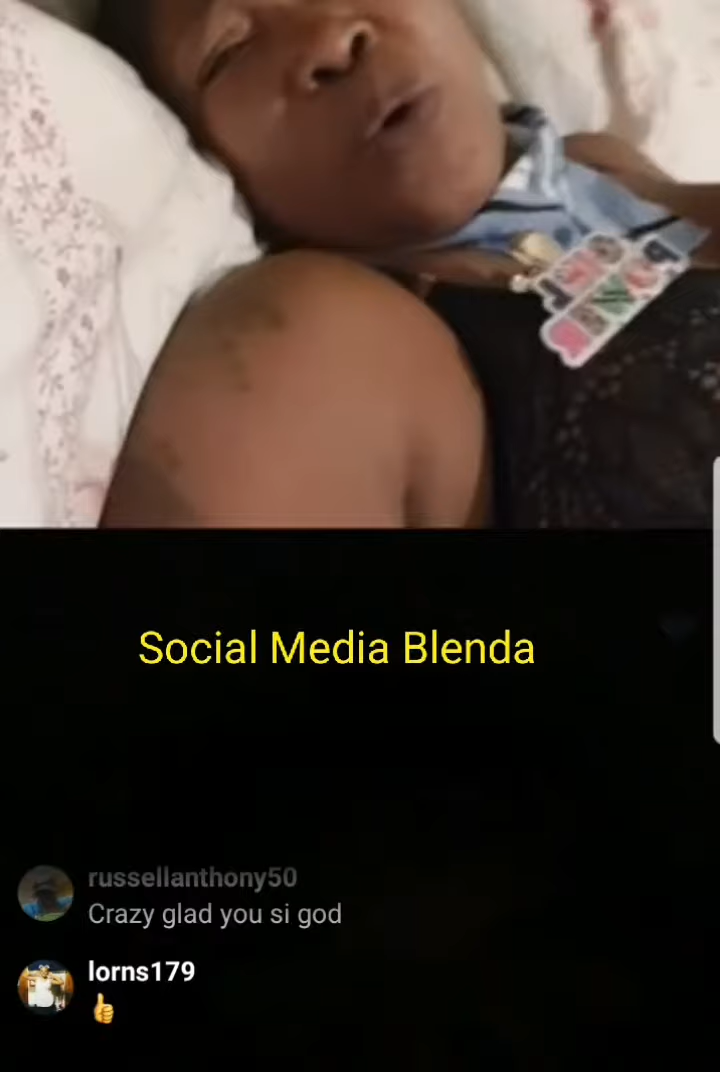 Social Media Blenda
russellanthony50
Crazy glad you si god
lorns179
👍